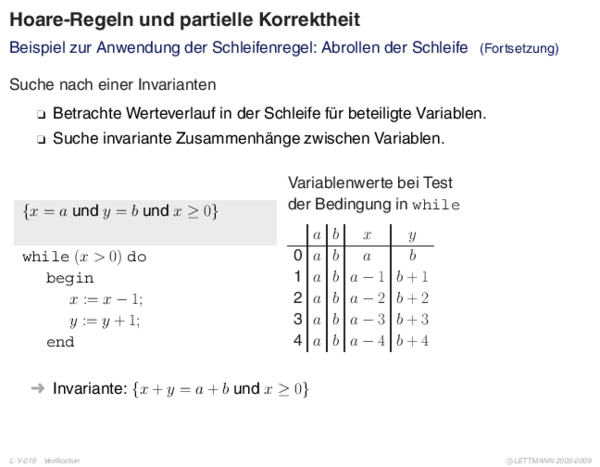 Hoare-Regeln und partielle Korrektheit
Beispiel zur Anwendung der Schleifenregel: Abrollen der Schleife (Fortsetzung)
Suche nach einer Invarianten
❑ Betrachte Werteverlauf in der Schleife für beteiligte Variablen.
❑ Suche invariante Zusammenhänge zwischen Variablen.
{x = a und y = b und x ≥ 0}
while (x > 0) do
begin
x := x − 1;
y := y + 1;
end
Variablenwerte bei Test
der Bedingung in while
a b x y
0 a b a b
1 a b a − 1 b + 1
2 a b a − 2 b + 2
3 a b a − 3 b + 3
4 a b a − 4 b + 4
➜ Invariante: {x + y = a + b und x ≥ 0}
L: V-219 Verification
© LETTMANN 2003-2009